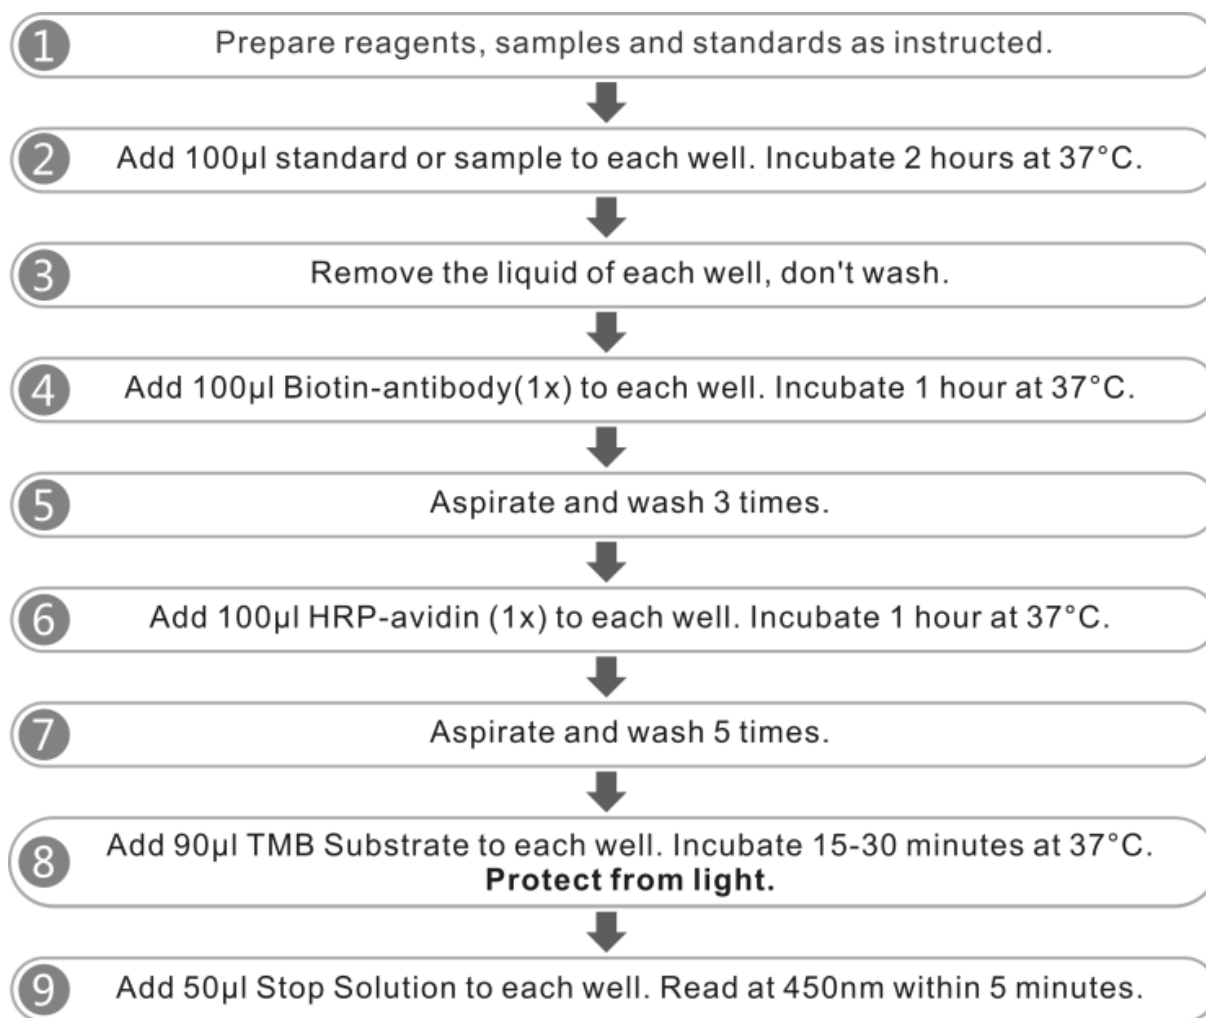 1
Prepare reagents, samples and standards as instructed.
2
Add 100µl standard or sample to each well. Incubate 2 hours at 37°C.
3
Remove the liquid of each well, don't wash.
4
Add 100µl Biotin-antibody(1x) to each well. Incubate 1 hour at 37°C.
5
Aspirate and wash 3 times.
6
Add 100µl HRP-avidin (1x) to each well. Incubate 1 hour at 37°C.
7
Aspirate and wash 5 times.
8
Add 90µl TMB Substrate to each well. Incubate 15-30 minutes at 37°C.
Protect from light.
9
Add 50µl Stop Solution to each well. Read at 450nm within 5 minutes.